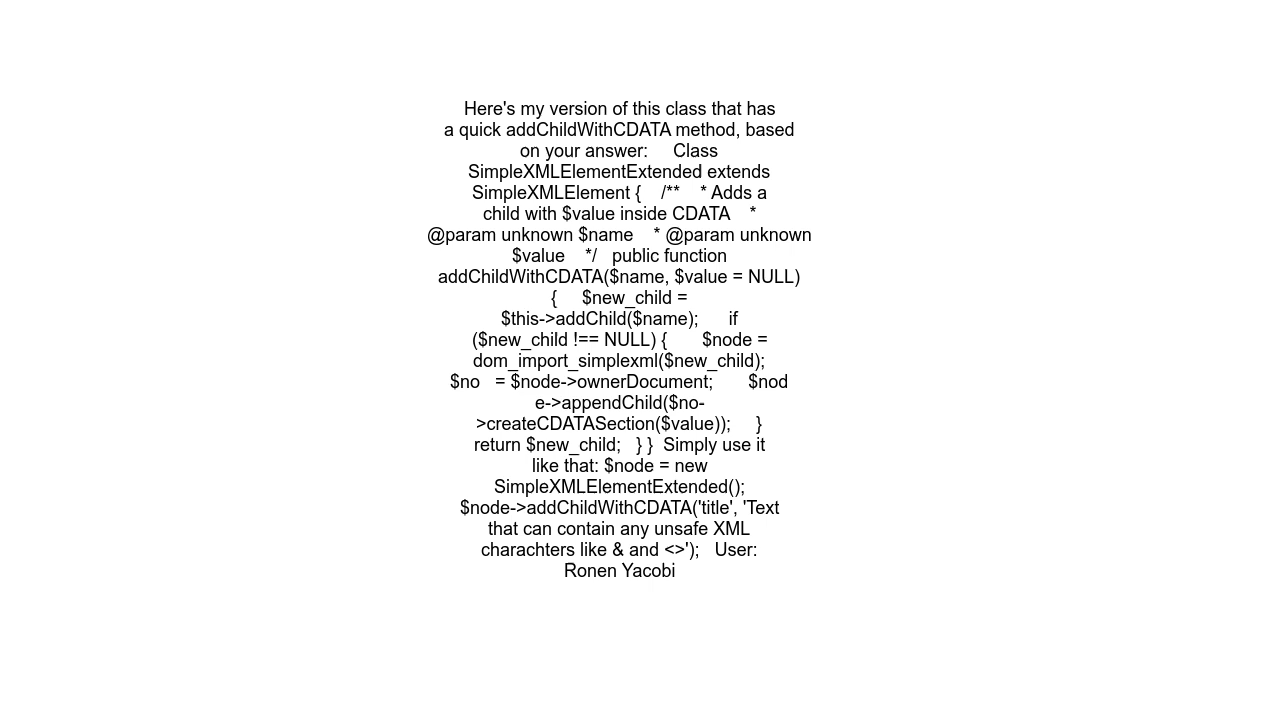 Here's my version of this class that has
a quick addChildWithCDATA method, based
on your answer:     Class
SimpleXMLElementExtended extends
SimpleXMLElement {    /**    * Adds a
child with $value inside CDATA    *
@param unknown $name    * @param unknown
$value    */   public function
addChildWithCDATA($name, $value = NULL)
{     $new_child =
$this->addChild($name);      if
($new_child !== NULL) {       $node =
dom_import_simplexml($new_child);
$no   = $node->ownerDocument;       $nod
e->appendChild($no-
>createCDATASection($value));     }
return $new_child;   } }  Simply use it
like that: $node = new
SimpleXMLElementExtended();
$node->addChildWithCDATA('title', 'Text
that can contain any unsafe XML
charachters like & and <>');   User:
Ronen Yacobi